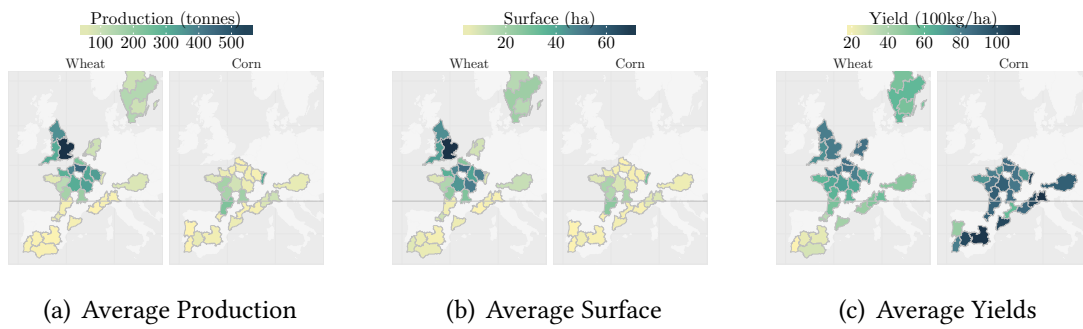 Production (tonnes)
100 200 300 400 500
Wheat Corn
(a) Average Production
Surface (ha)
20 40 60
Wheat Corn
(b) Average Surface
Yield (100kg/ha)
20 40 60 80 100
Wheat Corn
(c) Average Yields